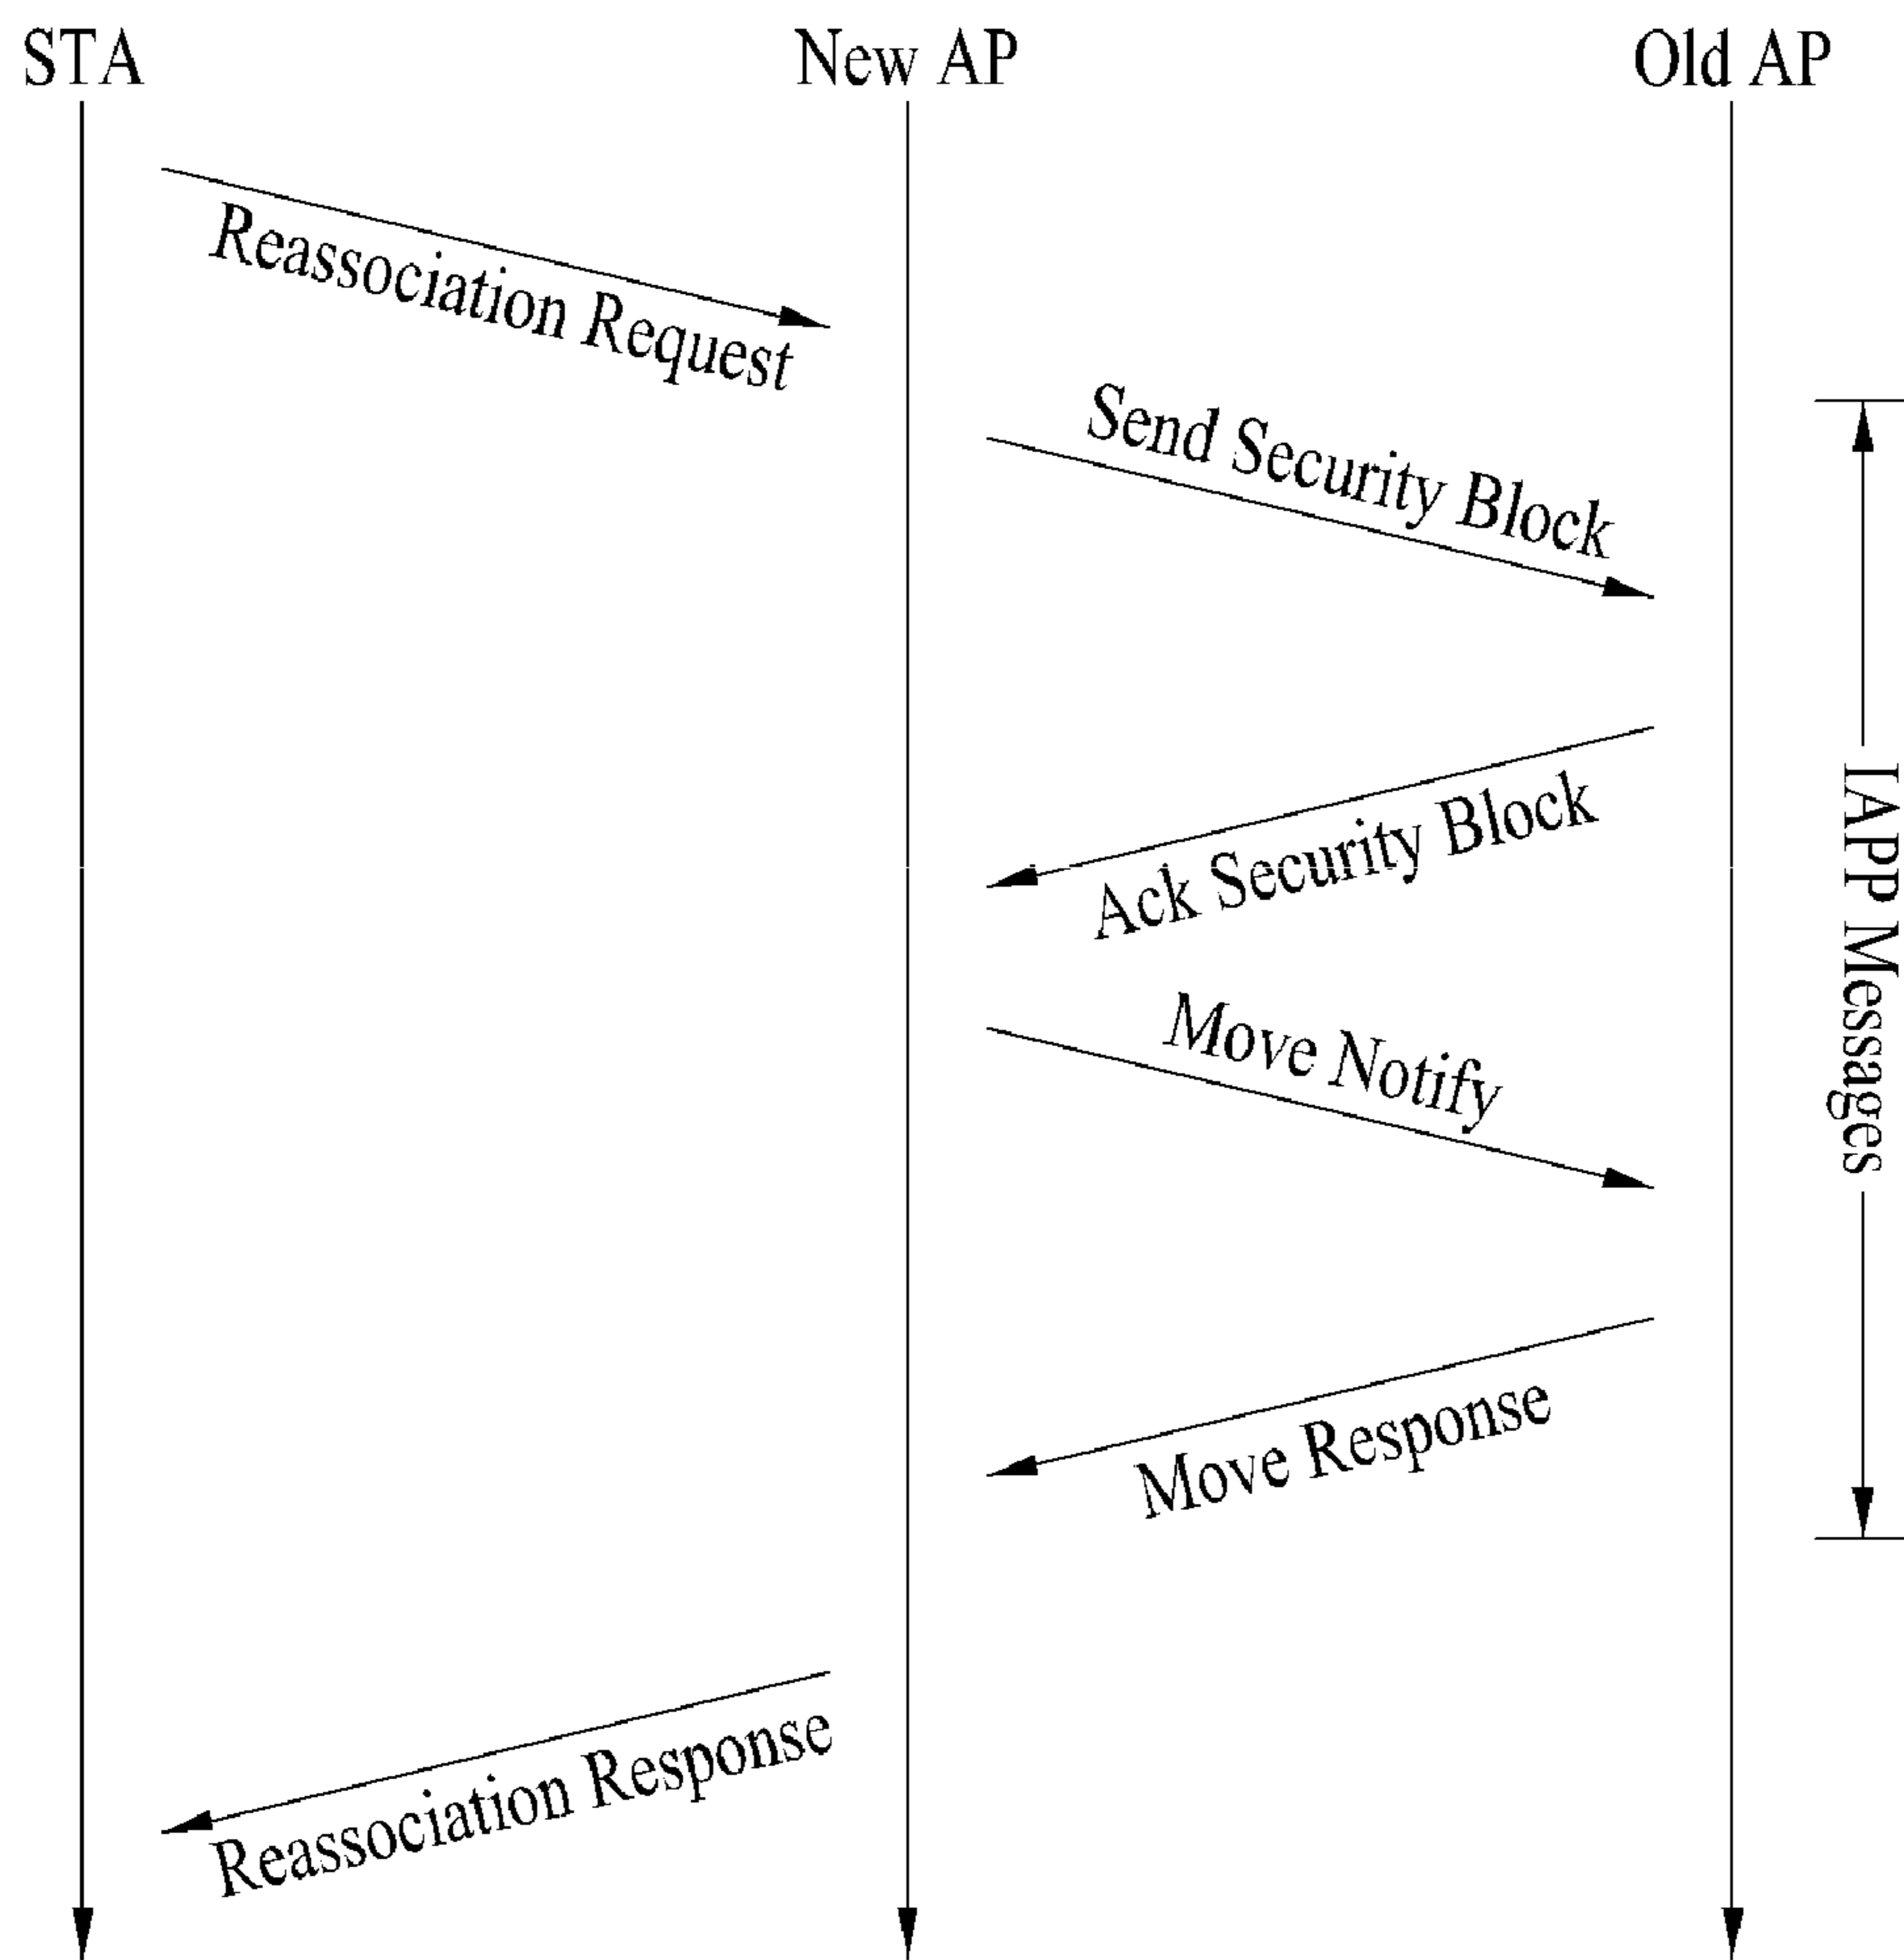 STA
New AP
Old AP
Reassociation Request
Send Security Block
Ack Security Block
Move Notify
IAPP Messages
Move Response
Reassociation Response